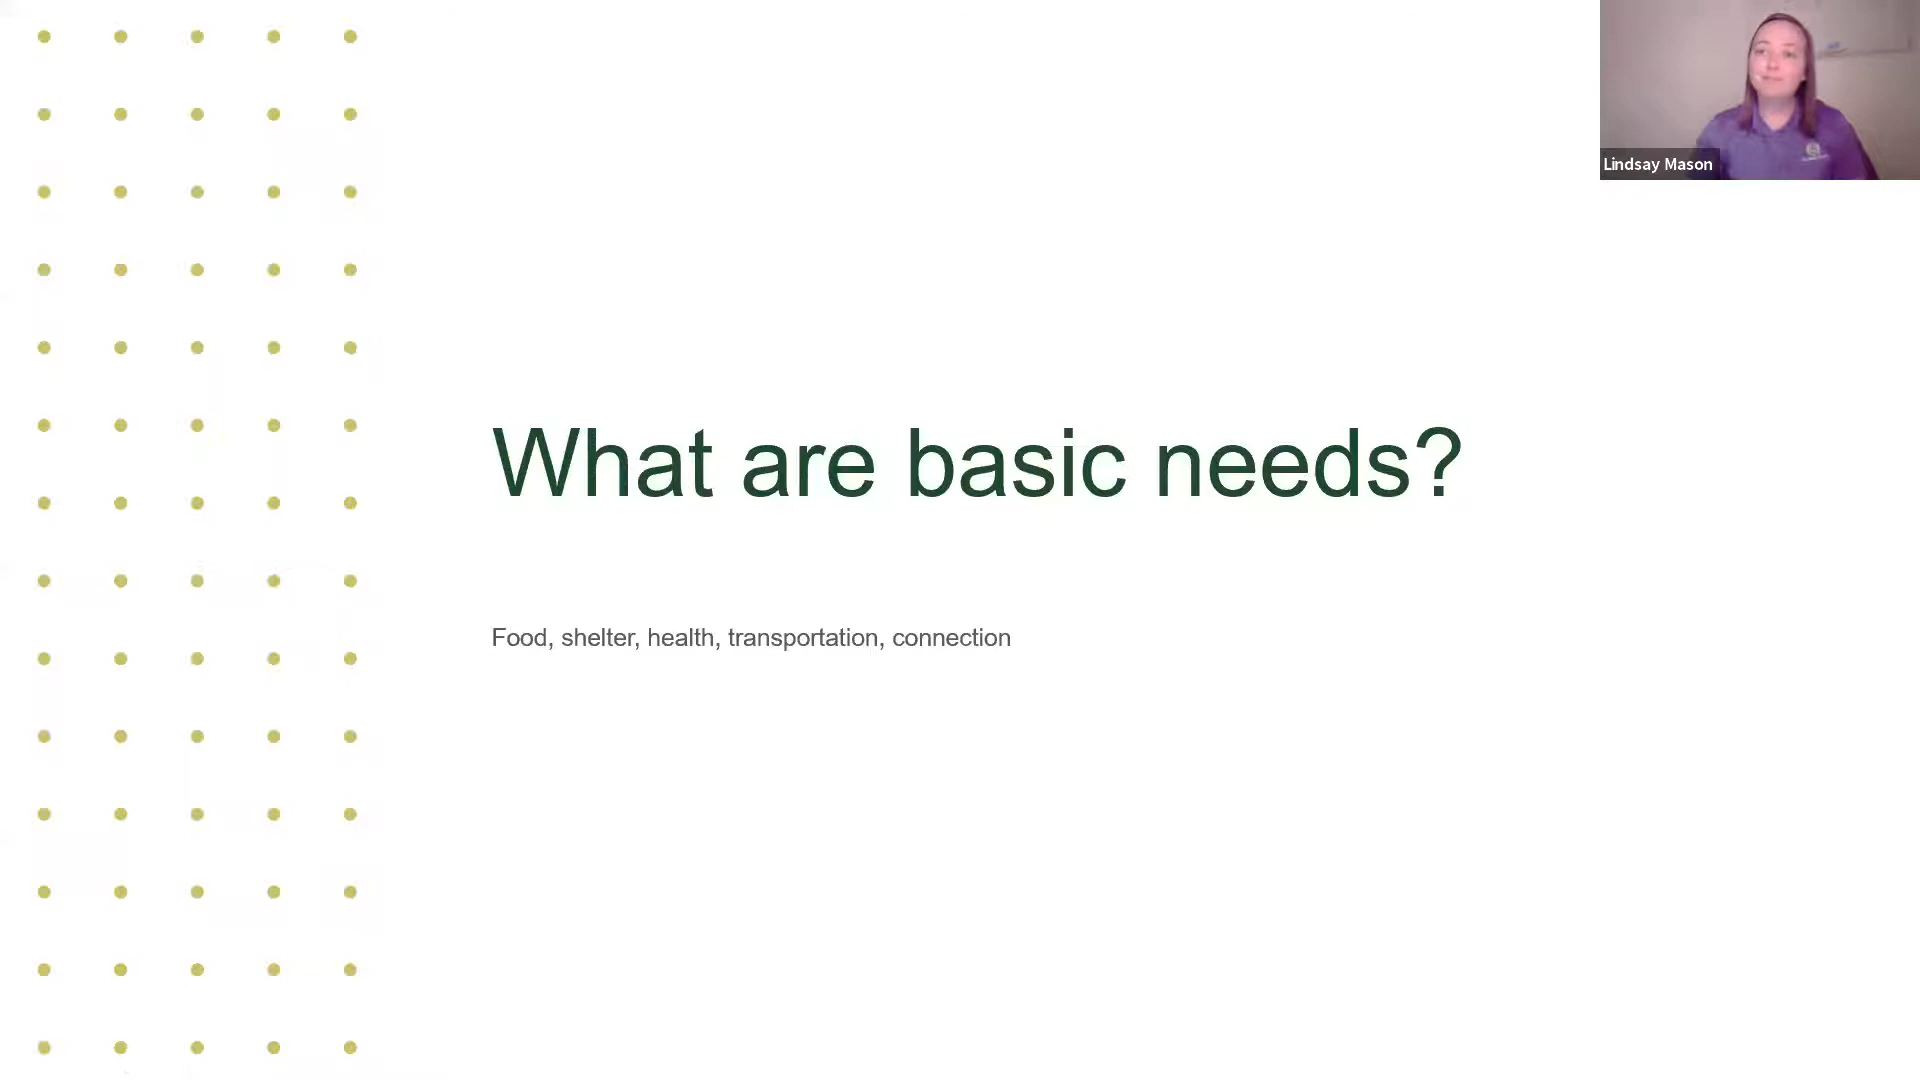 What are basic needs?
Food, shelter, health, transportation, connection
Lindsay Mason